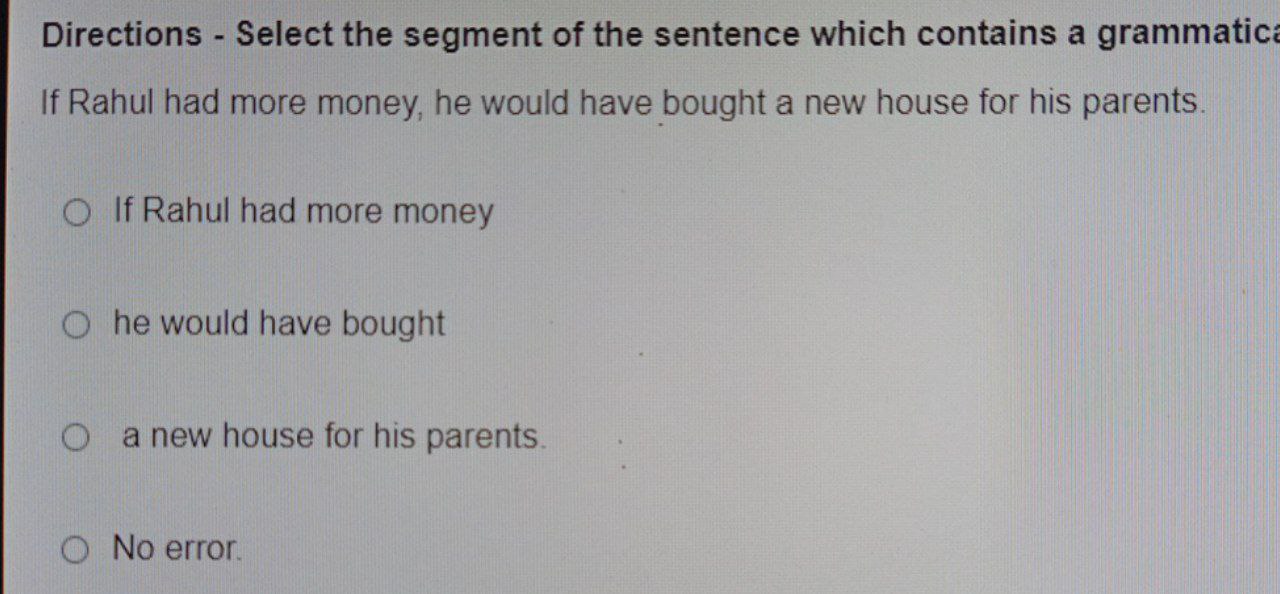 Directions - Select the segment of the sentence which contains a
If Rahul had more money, he would have bought a new house for his parents.
If Rahul had more money
he would have bought
a new house for his parents.
No error.